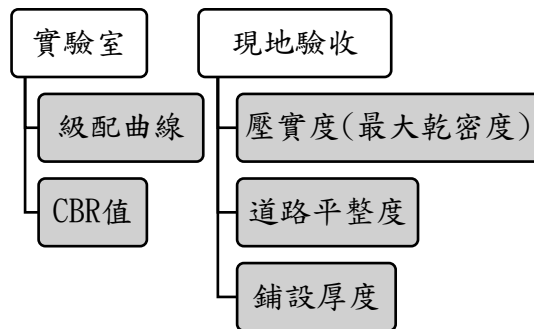 實驗室
級配曲線
CBR值
現地驗收
壓實度(最大乾密度)
道路平整度
鋪設厚度